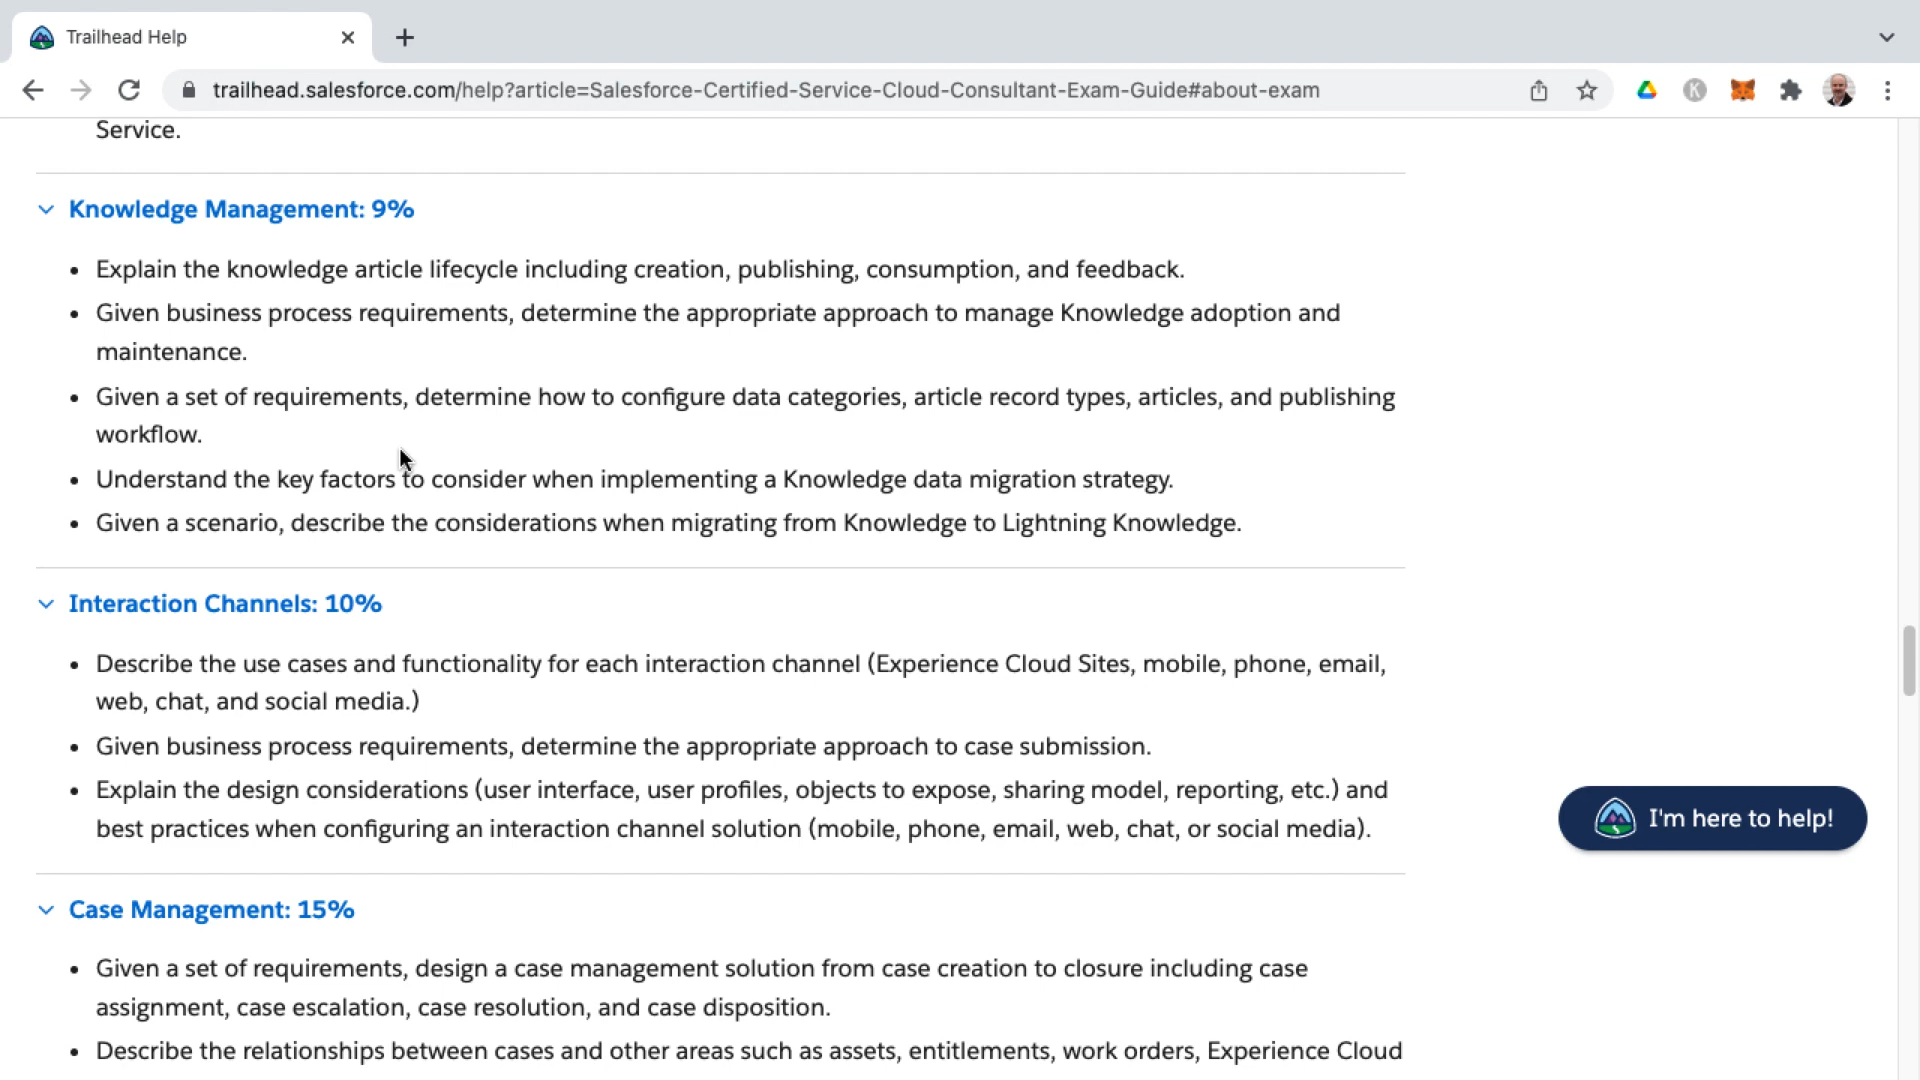 Trailhead Help
trailhead.salesforce.com/help?article=Salesforce-Certified-Service-Cloud-Consultant-Exam-Guide#about-exam
K
Service.
Knowledge Management: 9%
• Explain the knowledge article lifecycle including creation, publishing, consumption, and feedback.
• Given business process requirements, determine the appropriate approach to manage Knowledge adoption and
maintenance.
• Given a set of requirements, determine how to configure data categories, article record types, articles, and publishing
workflow.
• Understand the key factors to consider when implementing a Knowledge data migration strategy.
• Given a scenario, describe the considerations when migrating from Knowledge to Lightning Knowledge.
Interaction Channels: 10%
• Describe the use cases and functionality for each interaction channel (Experience Cloud Sites, mobile, phone, email,
web, chat, and social media.)
• Given business process requirements, determine the appropriate approach to case submission.
• Explain the design considerations (user interface, user profiles, objects to expose, sharing model, reporting, etc.) and
best practices when configuring an interaction channel solution (mobile, phone, email, web, chat, or social media).
I'm here to help!
Case Management: 15%
• Given a set of requirements, design a case management solution from case creation to closure including case
assignment, case escalation, case resolution, and case disposition.
• Describe the relationships between cases and other areas such as assets, entitlements, work orders, Experience Cloud